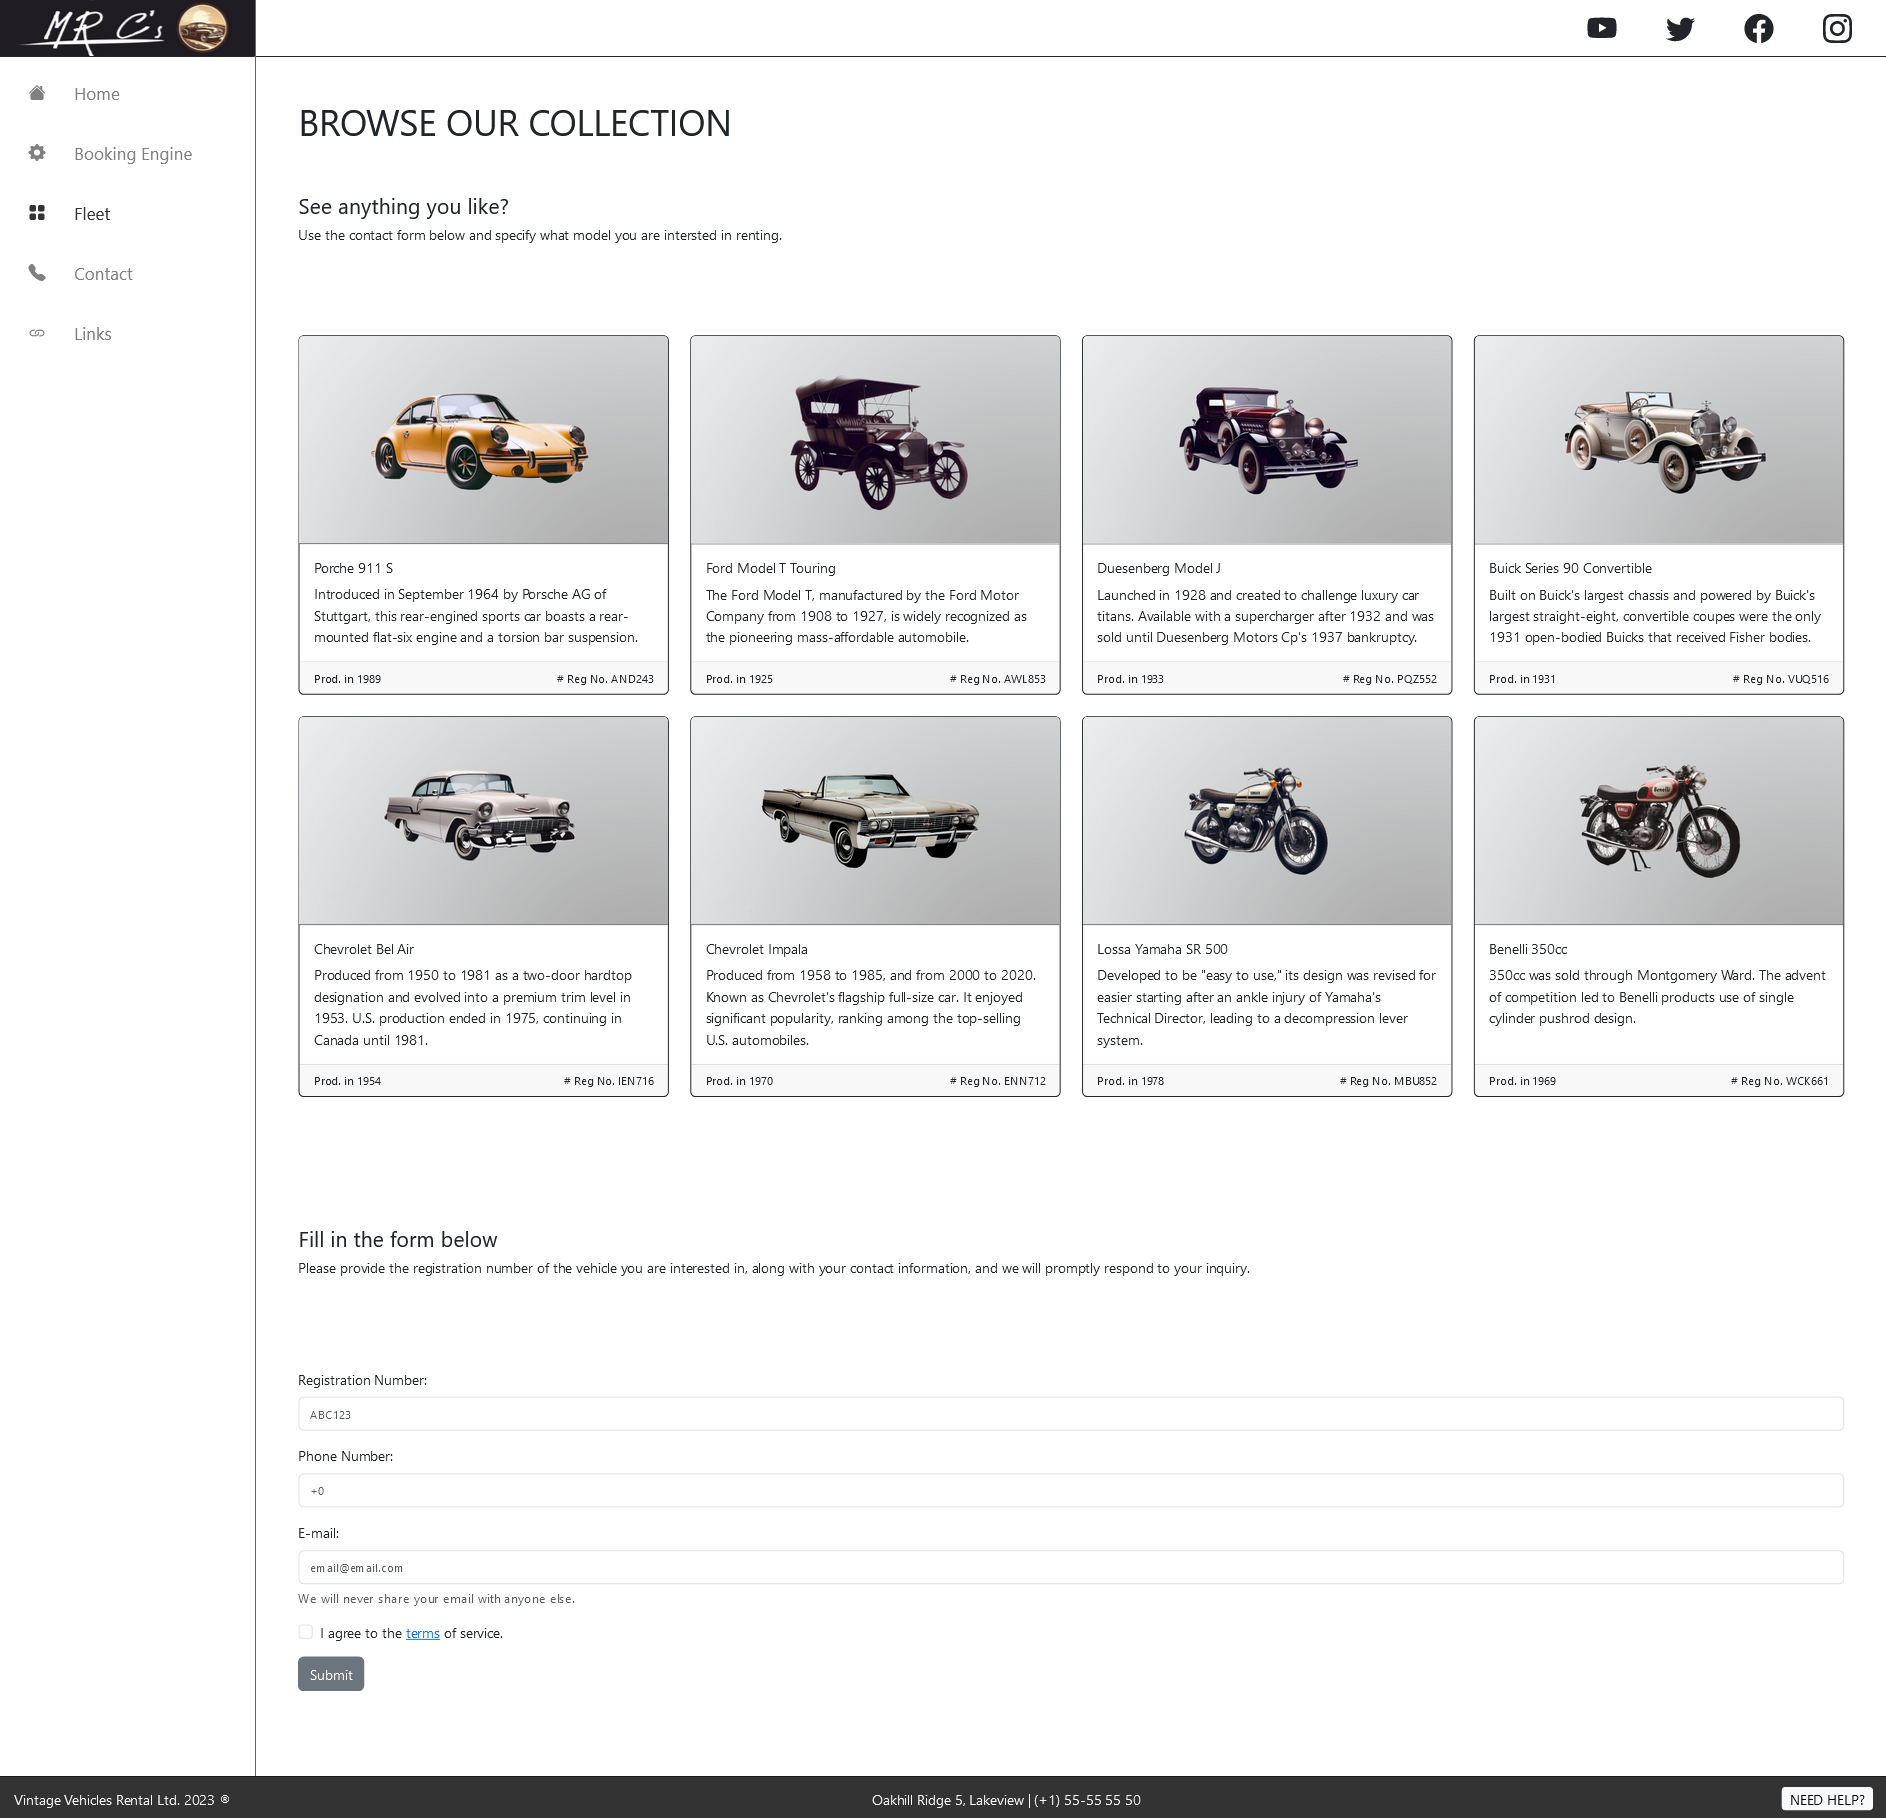 MR C's
Home
Booking Engine
Fleet
Contact
Links
BROWSE OUR COLLECTION
See anything you like?
Use the contact form below and specify what model you are intersted in renting.
Porche 911 S
Introduced in September 1964 by Porsche AG of
Stuttgart, this rear-engined sports car boasts a rear-
mounted flat-six engine and a torsion bar suspension.
Prod. in 1989 # Reg No. AND243
Ford Model T Touring
The Ford Model T, manufactured by the Ford Motor
Company from 1908 to 1927, is widely recognized as
the pioneering mass-affordable automobile.
Prod. in 1925 # Reg No. AWL853
Duesenberg Model J
Launched in 1928 and created to challenge luxury car
titans. Available with a supercharger after 1932 and was
sold until Duesenberg Motors Cp's 1937 bankruptcy.
Prod. in 1933 # Reg No. PQZ552
Buick Series 90 Convertible
Built on Buick's largest chassis and powered by Buick's
largest straight-eight, convertible coupes were the only
1931 open-bodied Buicks that received Fisher bodies.
Prod. in 1931 # Reg No. VUQ516
Chevrolet Bel Air
Produced from 1950 to 1981 as a two-door hardtop
designation and evolved into a premium trim level in
1953. U.S. production ended in 1975, continuing in
Canada until 1981.
Prod. in 1954 # Reg No. IEN716
Chevrolet Impala
Produced from 1958 to 1985, and from 2000 to 2020.
Known as Chevrolet's flagship full-size car. It enjoyed
significant popularity, ranking among the top-selling
U.S. automobiles.
Prod. in 1970 # Reg No. ENN712
Lossa Yamaha SR 500
Developed to be "easy to use," its design was revised for
easier starting after an ankle injury of Yamaha's
Technical Director, leading to a decompression lever
system.
Prod. in 1978 # Reg No. MBU852
Benelli
Benelli 350cc
350cc was sold through Montgomery Ward. The advent
of competition led to Benelli products use of single
cylinder pushrod design.
Prod. in 1969 # Reg No. WCK661
Fill in the form below
Please provide the registration number of the vehicle you are interested in, along with your contact information, and we will promptly respond to your inquiry.
Registration Number:
ABC123
Phone Number:
+0
E-mail:
email@email.com
We will never share your email with anyone else.
I agree to the terms of service.
Submit
Vintage Vehicles Rental Ltd. 2023 ®
Oakhill Ridge 5, Lakeview | (+1) 55-55 55 50
NEED HELP?